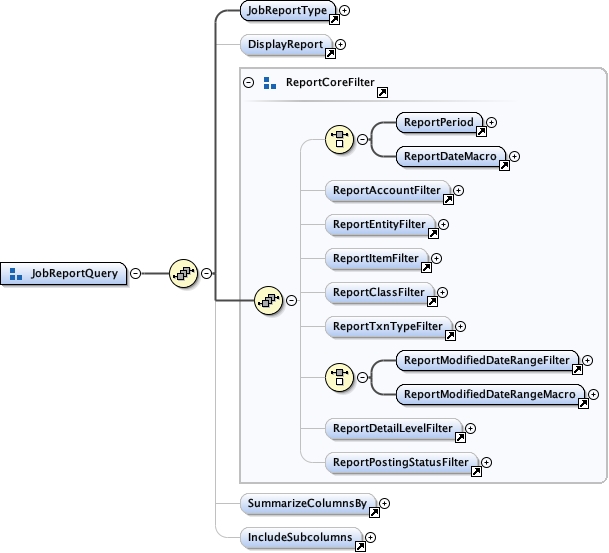 JobReportType
DisplayReport
ReportCoreFilter
ReportPeriod
ReportDateMacro
ReportAccountFilter
ReportEntityFilter
ReportItemFilter
JobReportQuery
ReportClassFilter
ReportTxnTypeFilter
ReportModifiedDateRangeFilter
ReportModifiedDateRangeMacro
ReportDetailLevelFilter
ReportPostingStatusFilter
SummarizeColumnsBy
IncludeSubcolumns